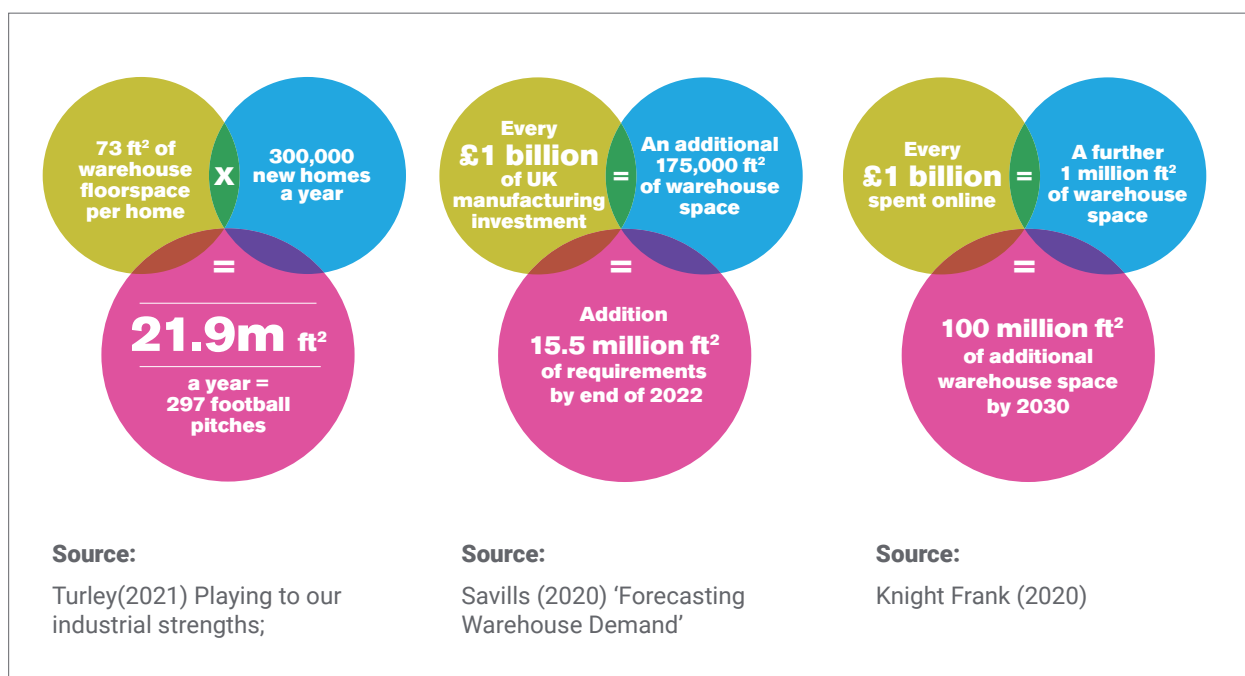 73 ft² of
warehouse
floorspace
per home
x
300,000
new homes
a year
=
21.9m ft²
a year =
297 football
pitches
Every
£1 billion
of UK
manufacturing
investment
=
An additional
175,000 ft²
of warehouse
space
=
Addition
15.5 million ft²
of requirements
by end of 2022
Every
£1 billion
spent online
=
A further
1 million ft²
of warehouse
space
=
100 million ft²
of additional
warehouse space
by 2030
Source:
Turley(2021) Playing to our
industrial strengths;
Source:
Savills (2020) ‘Forecasting
Warehouse Demand’
Source:
Knight Frank (2020)